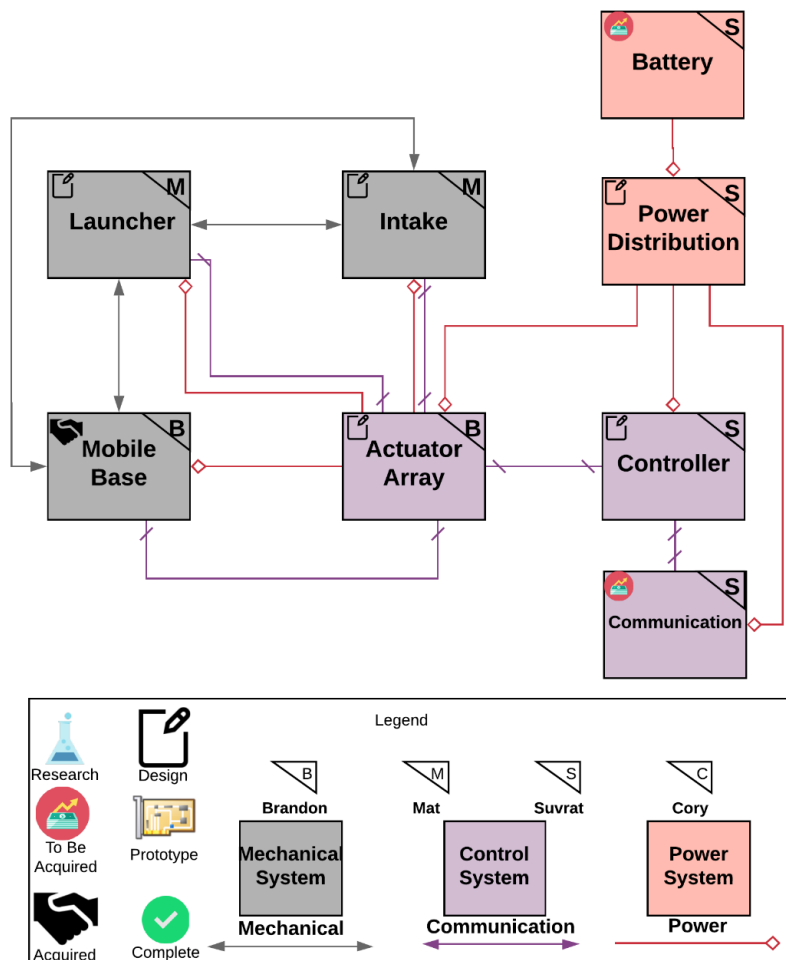 S
Battery
M
Launcher
M
Intake
S
Power
Distribution
B
Mobile
Base
B
Actuator
Array
S
Controller
S
Communication
Legend
Research
Design
B
Brandon
M
Mat
S
Suvrat
C
Cory
To Be
Acquired
Prototype
Mechanical
System
Control
System
Power
System
Acquired
Complete
Mechanical
Communication
Power